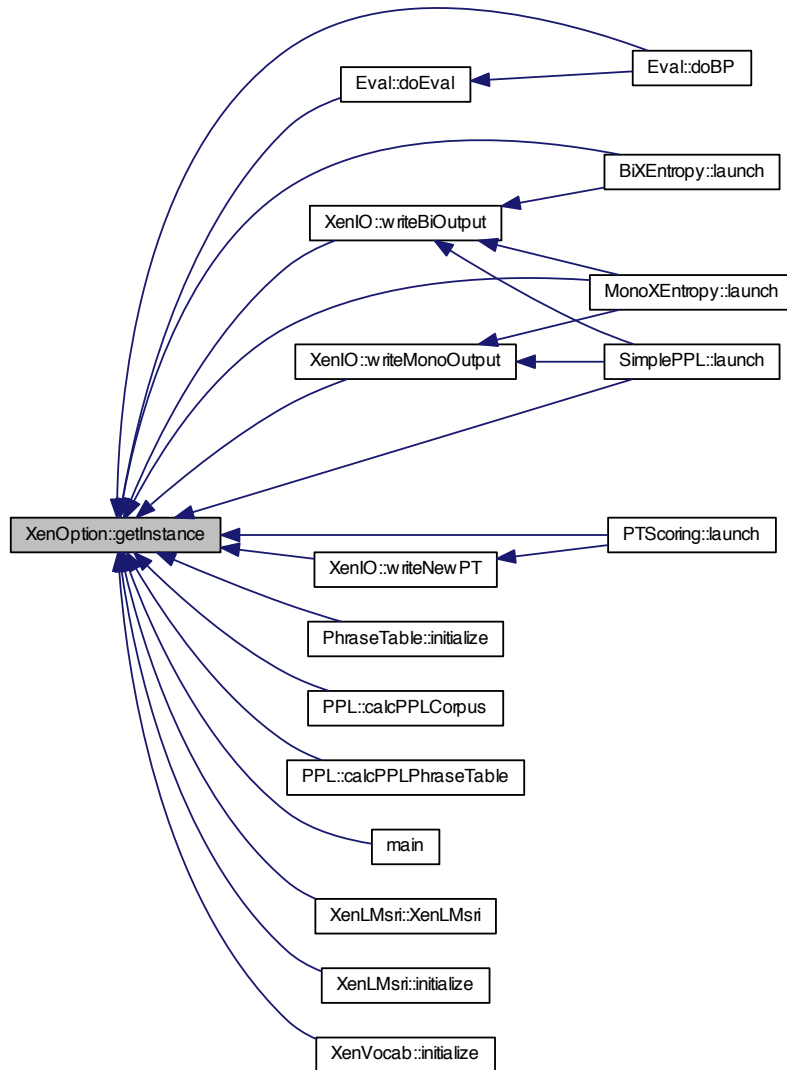 Eval::doBP
Eval::doEval
BiXEntropy::launch
XenIO::writeBiOutput
MonoXEntropy::launch
XenIO::writeMonoOutput
SimplePPL::launch
XenOption::getInstance
PTScoring::launch
XenIO::writeNewPT
PhraseTable::initialize
PPL::calcPPLCorpus
PPL::calcPPLPhraseTable
main
XenLMsri::XenLMsri
XenLMsri::initialize
XenVocab::initialize